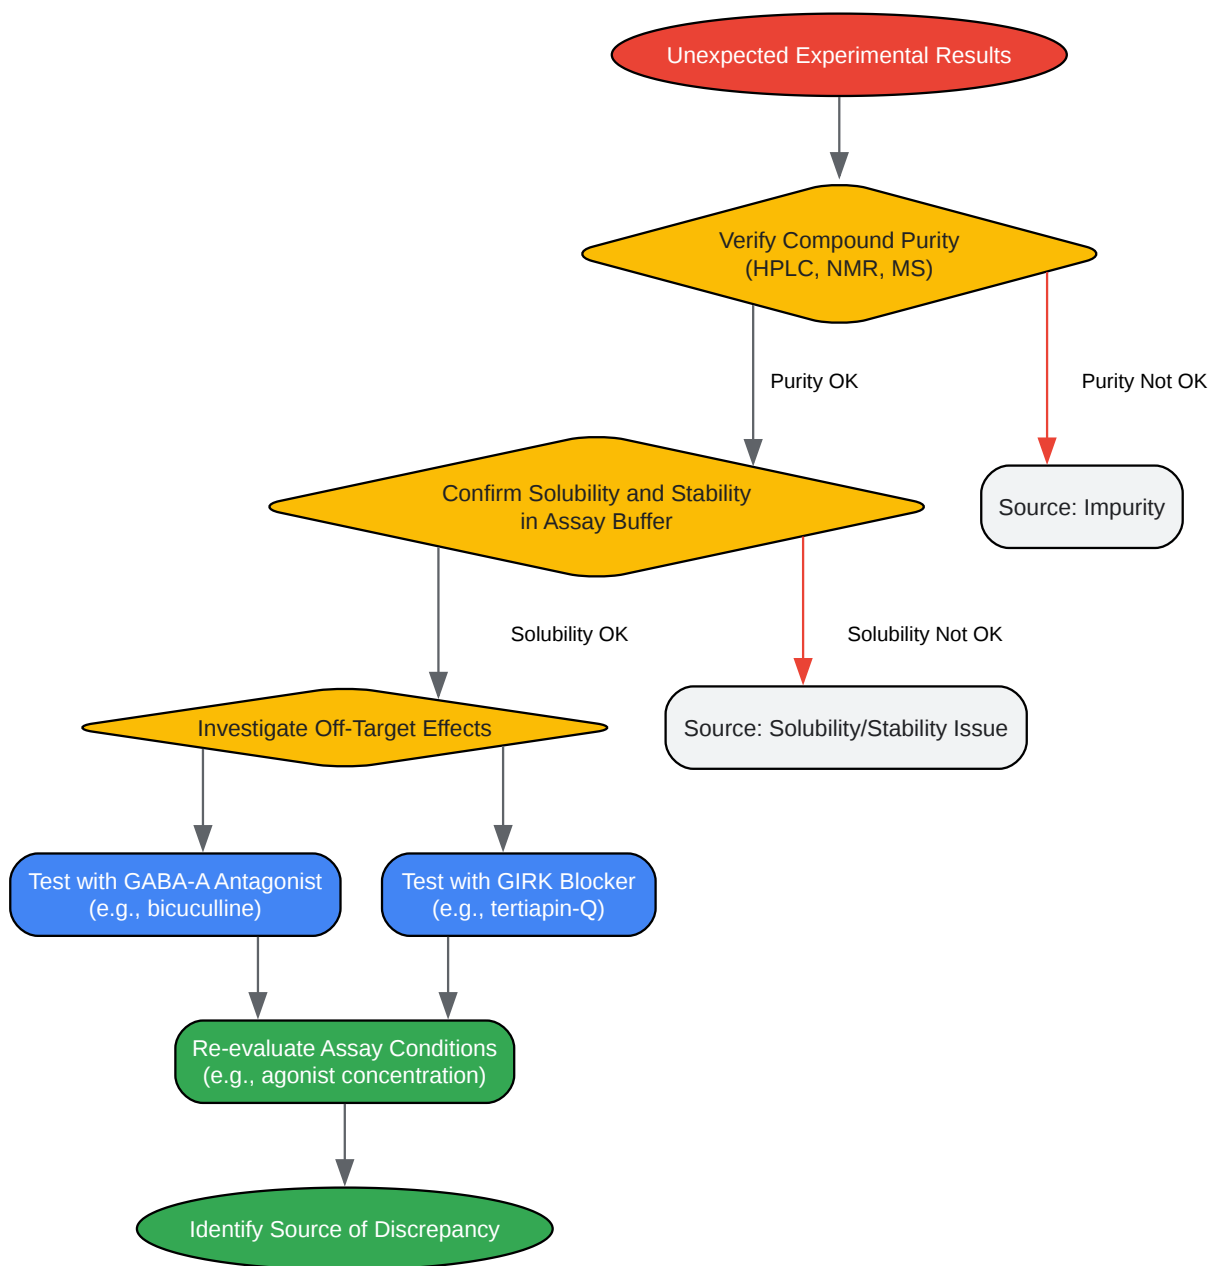 Unexpected Experimental Results
Verify Compound Purity
(HPLC, NMR, MS)
Purity OK
Purity Not OK
Confirm Solubility and Stability
in Assay Buffer
Source: Impurity
Solubility OK
Solubility Not OK
Investigate Off-Target Effects
Source: Solubility/Stability Issue
Test with GABA-A Antagonist
(e.g., bicuculline)
Test with GIRK Blocker
(e.g., tertiapin-Q)
Re-evaluate Assay Conditions
(e.g., agonist concentration)
Identify Source of Discrepancy